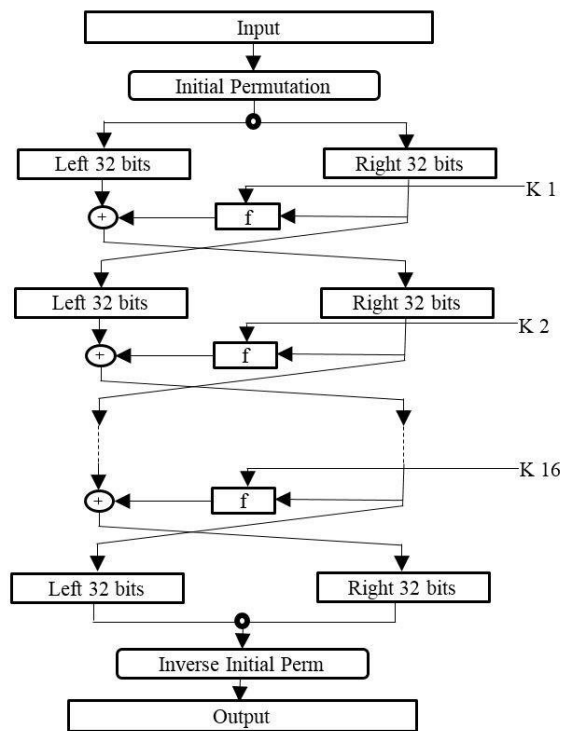 Input
Initial Permutation
Left 32 bits
Right 32 bits
K 1
+
f
Left 32 bits
Right 32 bits
K 2
+
f
K 16
+
f
Left 32 bits
Right 32 bits
Inverse Initial Perm
Output